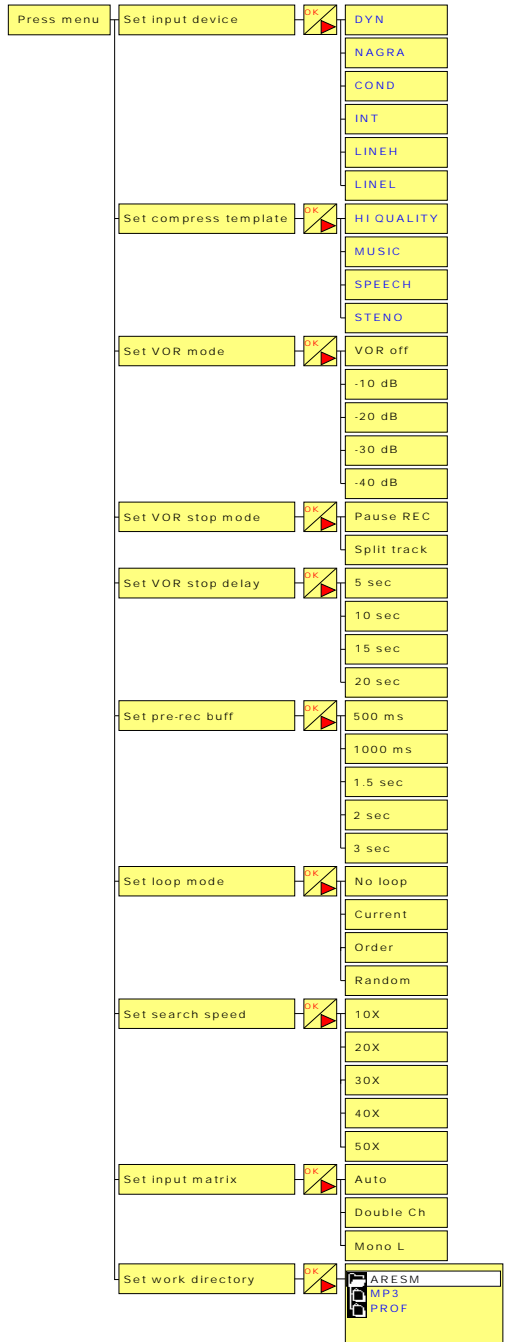 Press menu
Set input device
OK
DYN
NAGRA
COND
INT
LINEH
LINEL
Set compress template
OK
HI QUALITY
MUSIC
SPEECH
STENO
Set VOR mode
OK
VOR off
-10 dB
-20 dB
-30 dB
-40 dB
Set VOR stop mode
OK
Pause REC
Split track
Set VOR stop delay
OK
5 sec
10 sec
15 sec
20 sec
Set pre-rec buff
OK
500 ms
1000 ms
1.5 sec
2 sec
3 sec
Set loop mode
OK
No loop
Current
Order
Random
Set search speed
OK
10X
20X
30X
40X
50X
Set input matrix
OK
Auto
Double Ch
Mono L
Set work directory
OK
ARESM
MP3
PROF